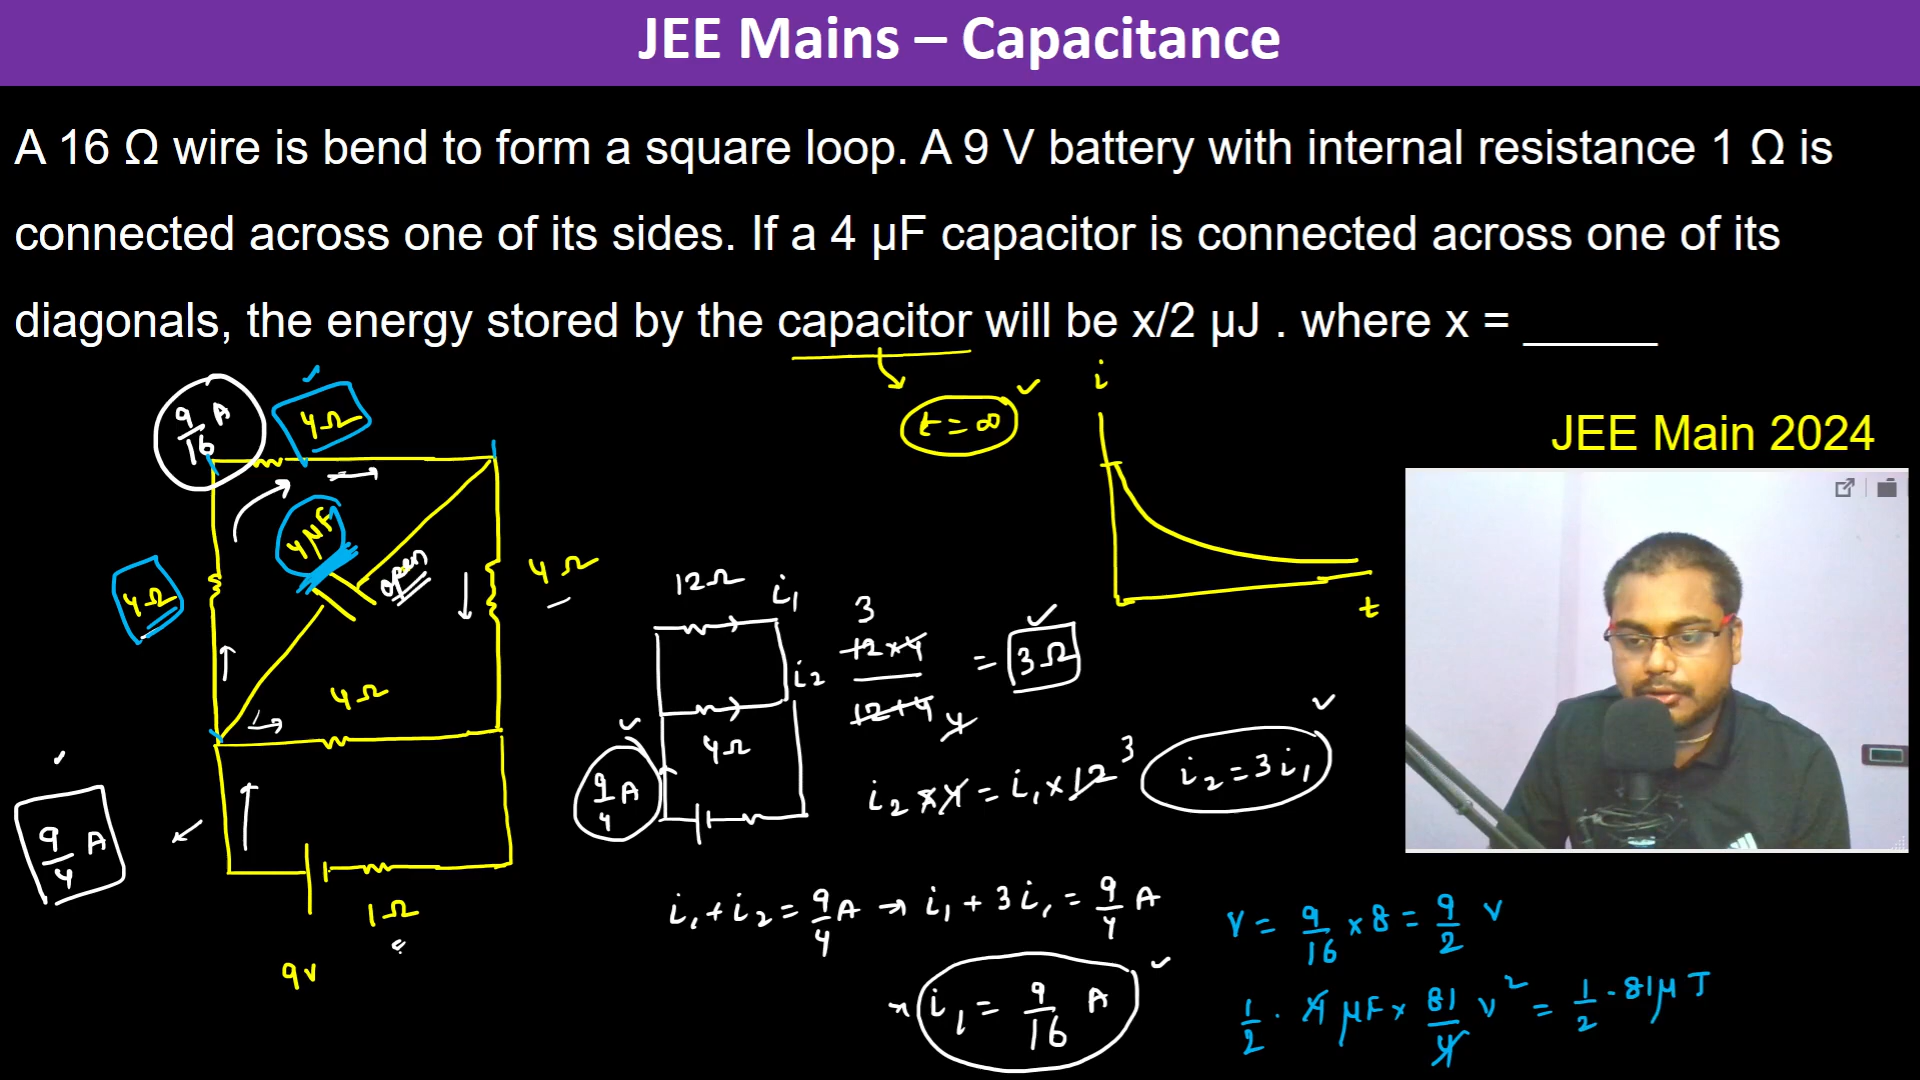 JEE Mains – Capacitance
A 16 Ω wire is bend to form a square loop. A 9 V battery with internal resistance 1 Ω is
connected across one of its sides. If a 4 μF capacitor is connected across one of its
diagonals, the energy stored by the capacitor will be x/2 μJ . where x = ______
JEE Main 2024
t = ∞
i
t
9/16 A
4Ω
4μF
open
4Ω
4Ω
4Ω
9/4 A
1Ω
9V
12Ω
i₁
i₂
4Ω
9/4 A
3
12×4 / 12+4 = 3Ω
4
i₂ × 4 = i₁ × 12 3
i₂ = 3i₁
i₁ + i₂ = 9/4 A → i₁ + 3i₁ = 9/4 A
i₁ = 9/16 A
V = 9/16 × 8 = 9/2 V
1/2 · 4 μF × 81/4 V² = 1/2 · 81 μJ